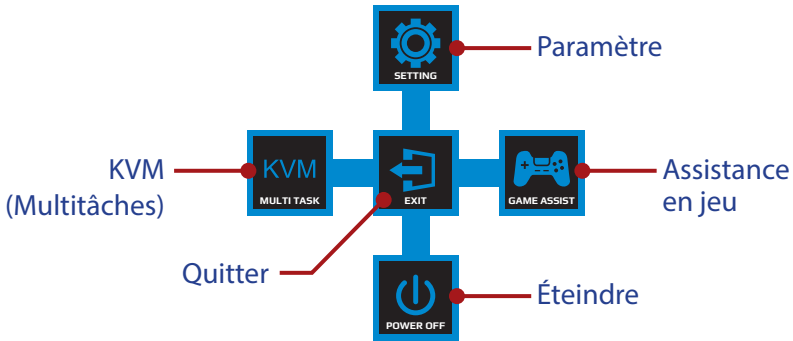 SETTING
Paramètre
KVM
(Multitâches)
KVM
MULTI TASK
EXIT
GAME ASSIST
Assistance
en jeu
Quitter
POWER OFF
Éteindre